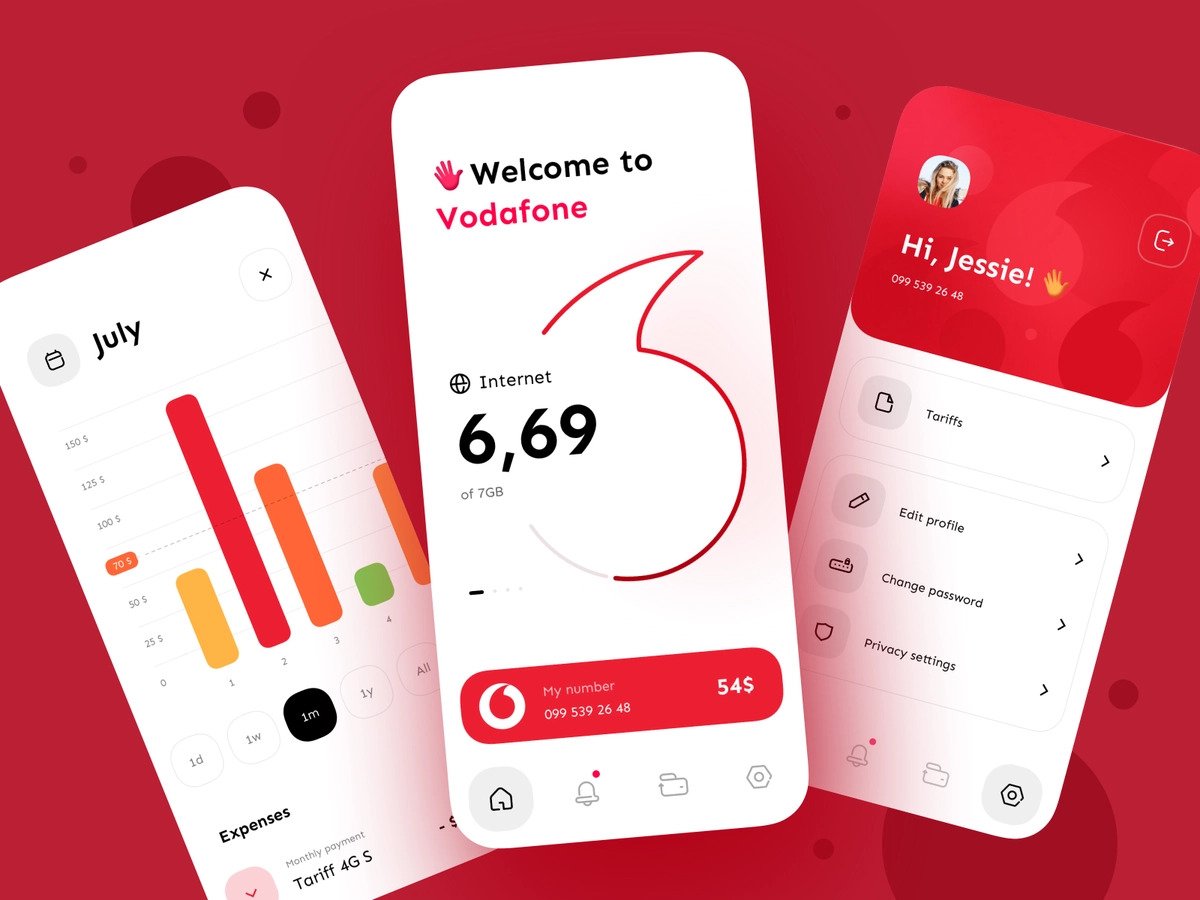 July
150 $
125 $
100 $
70 $
50 $
25 $
0
1
2
3
4
1d
1w
1m
1y
All
Expenses
Monthly payment
Tariff 4G S
- $
👋 Welcome to
Vodafone
Internet
6,69
of 7GB
My number
099 539 26 48
54$
Hi, Jessie! 👋
099 539 26 48
Tariffs
Edit profile
Change password
Privacy settings